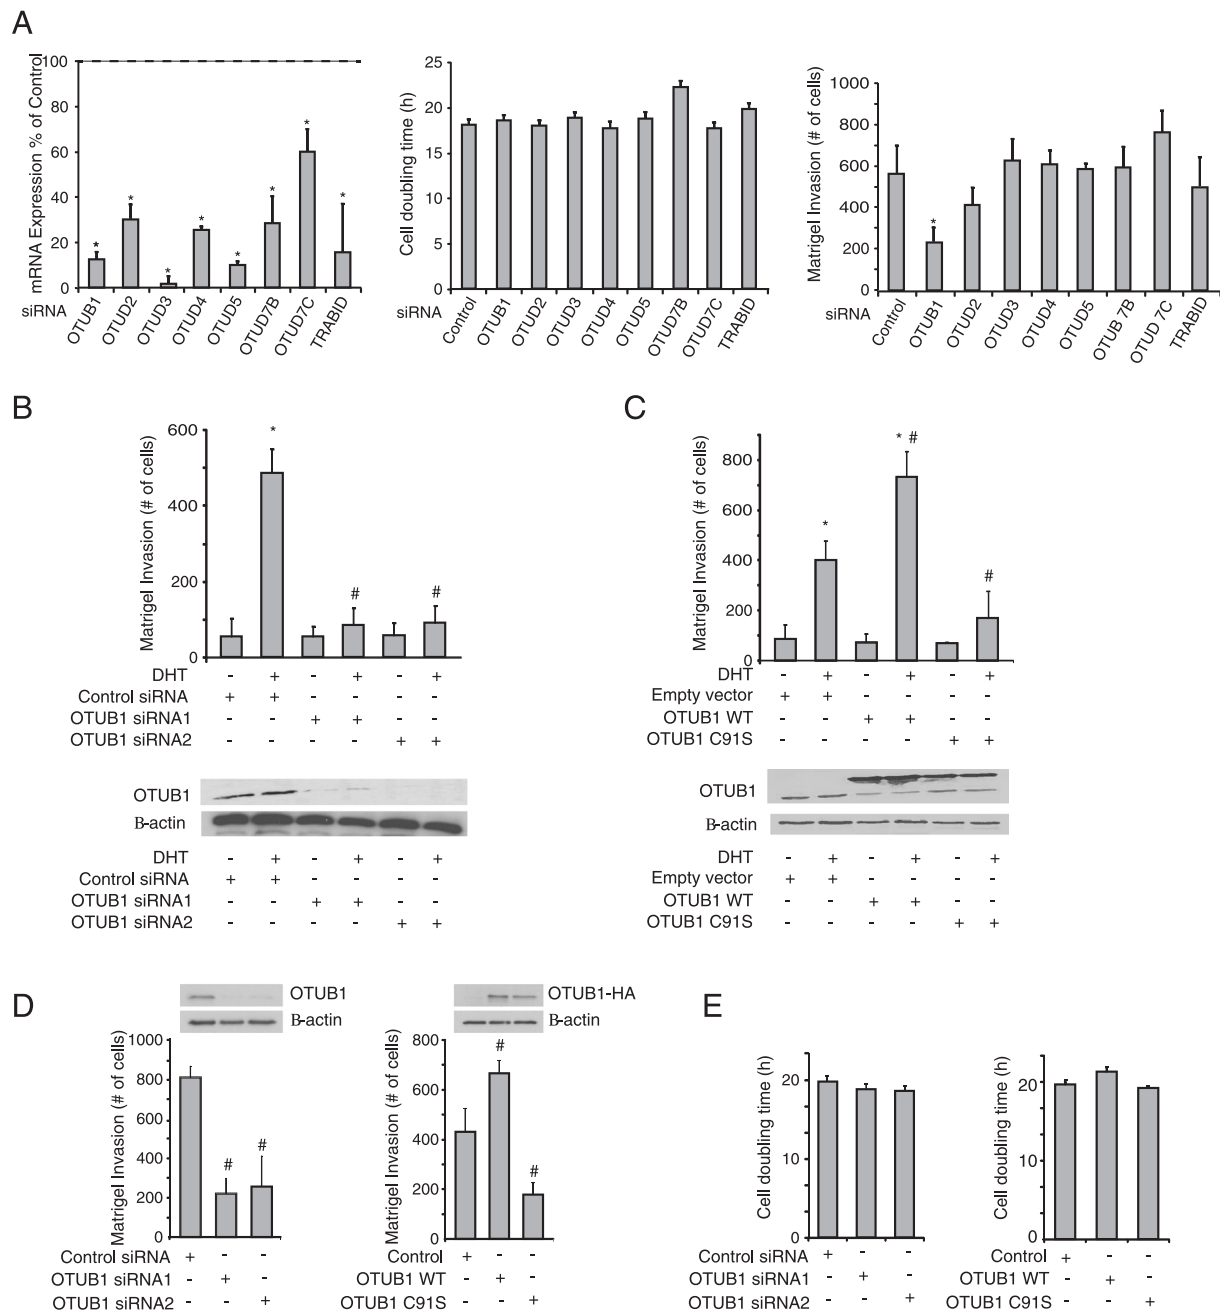 A
mRNA Expression % of Control
100
80
60
40
20
0
* * * * * * * *
siRNA
OTUB1
OTUD2
OTUD3
OTUD4
OTUD5
OTUD7B
OTUD7C
TRABID
Cell doubling time (h)
25
20
15
10
5
0
siRNA
Control
OTUB1
OTUD2
OTUD3
OTUD4
OTUD5
OTUD7B
OTUD7C
TRABID
Matrigel Invasion (# of cells)
1000
800
600
400
200
0
*
siRNA
Control
OTUB1
OTUD2
OTUD3
OTUD4
OTUD5
OTUB 7B
OTUD 7C
TRABID
B
Matrigel Invasion (# of cells)
600
400
200
0
* # #
DHT - + - + - +
Control siRNA + + - - - -
OTUB1 siRNA1 - - + + - -
OTUB1 siRNA2 - - - - + +
OTUB1
B-actin
DHT - + - + - +
Control siRNA + + - - - -
OTUB1 siRNA1 - - + + - -
OTUB1 siRNA2 - - - - + +
C
Matrigel Invasion (# of cells)
800
600
400
200
0
* * # #
DHT - + - + - +
Empty vector + + - - - -
OTUB1 WT - - + + - -
OTUB1 C91S - - - - + +
OTUB1
B-actin
DHT - + - + - +
Empty vector + + - - - -
OTUB1 WT - - + + - -
OTUB1 C91S - - - - + +
D
OTUB1
B-actin
Matrigel Invasion (# of cells)
1000
800
600
400
200
0
# #
Control siRNA + - -
OTUB1 siRNA1 - + -
OTUB1 siRNA2 - - +
OTUB1-HA
B-actin
Matrigel Invasion (# of cells)
800
600
400
200
0
# #
Control + - -
OTUB1 WT - + -
OTUB1 C91S - - +
E
Cell doubling time (h)
20
10
0
Control siRNA + - -
OTUB1 siRNA1 - + -
OTUB1 siRNA2 - - +
Cell doubling time (h)
20
10
0
Control + - -
OTUB1 WT - + -
OTUB1 C91S - - +